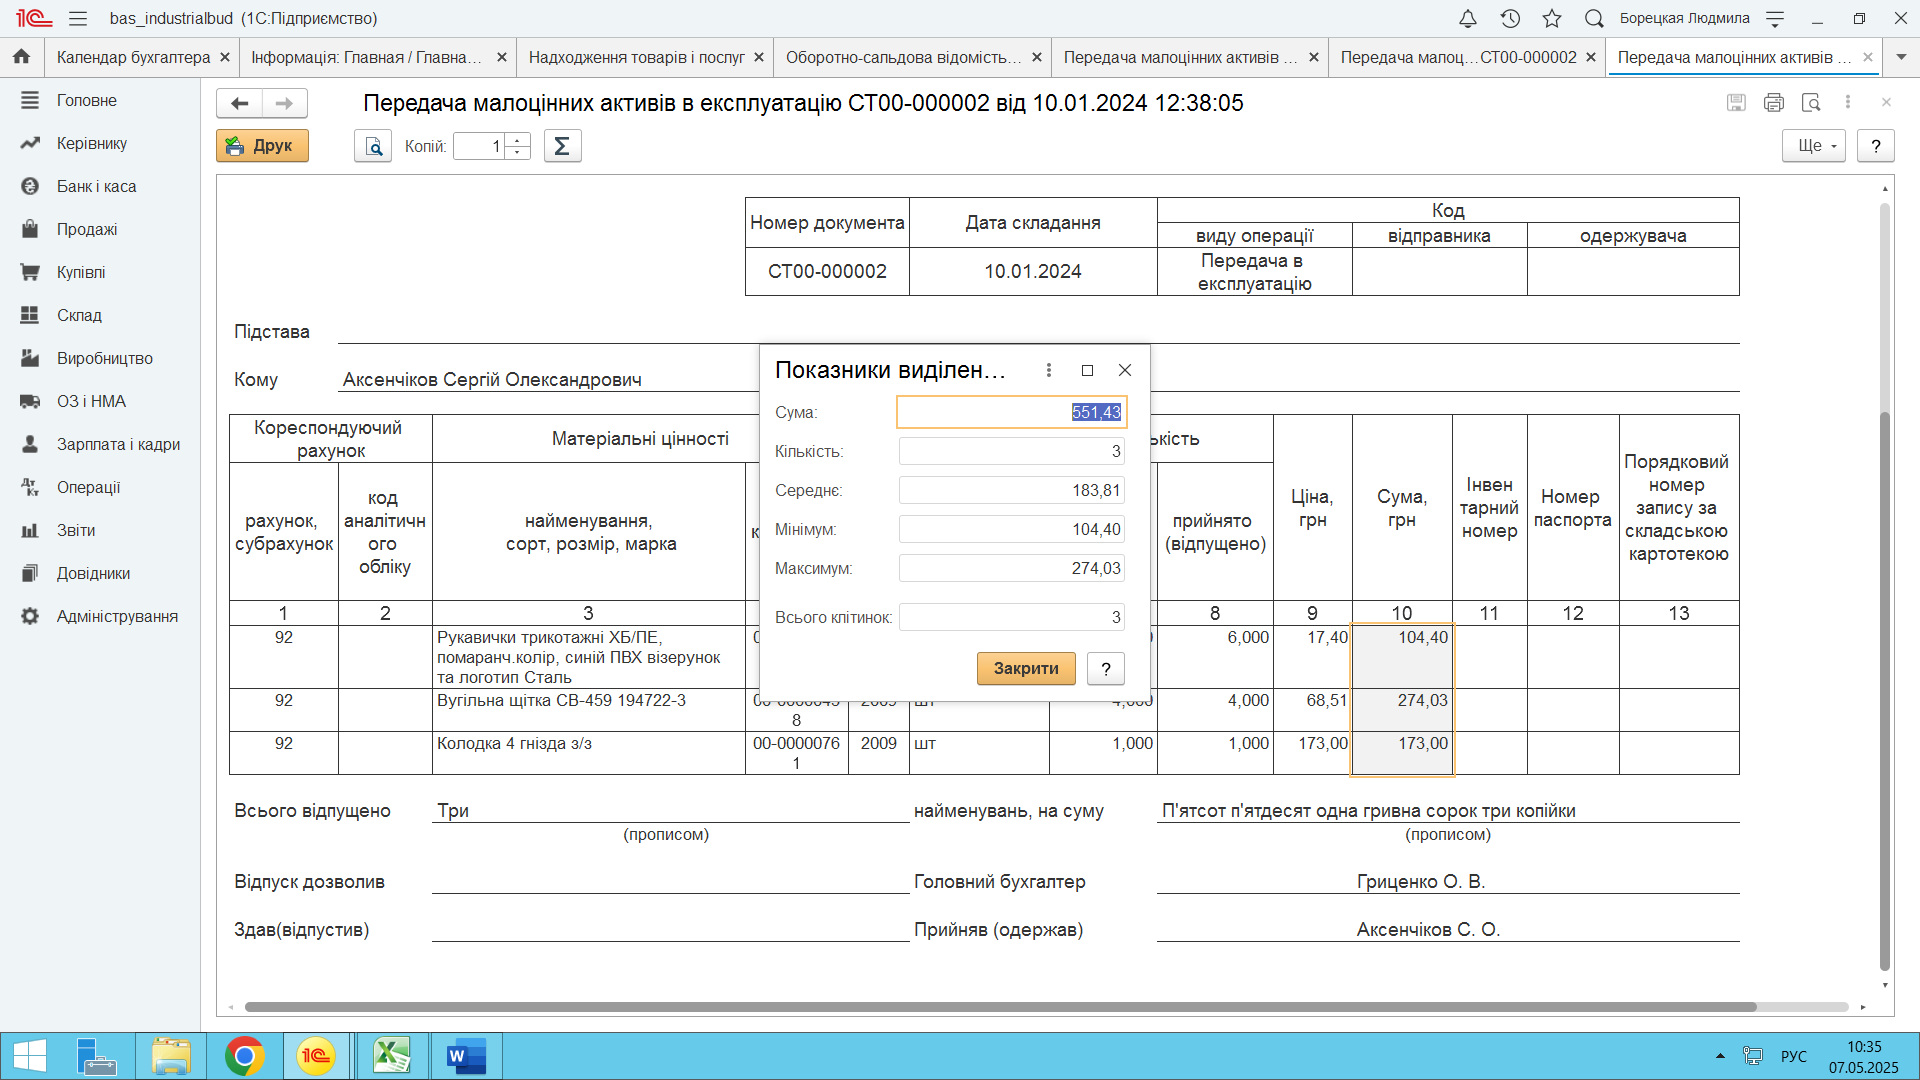 bas_industrialbud (1С:Підприємство)
Борецкая Людмила
Календар бухгалтера
Інформація: Главная / Главна…
Надходження товарів і послуг
Оборотно-сальдова відомість…
Передача малоцінних активів …
Передача малоц…СТ00-000002
Передача малоцінних активів …
Головне
Керівнику
Банк і каса
Продажі
Купівлі
Склад
Виробництво
ОЗ і НМА
Зарплата і кадри
Операції
Звіти
Довідники
Адміністрування
Передача малоцінних активів в експлуатацію СТ00-000002 від 10.01.2024 12:38:05
Друк
Копій:
1
Σ
Ще
?
Номер документа
Дата складання
Код
виду операції
відправника
одержувача
СТ00-000002
10.01.2024
Передача в
експлуатацію
Підстава
Кому
Аксенчіков Сергій Олександрович
Показники виділен…
Сума:
551,43
Кількість:
3
Середнє:
183,81
Мінімум:
104,40
Максимум:
274,03
Всього клітинок:
3
Закрити
?
Кореспондуючий
рахунок
Матеріальні цінності
рахунок,
субрахунок
код
аналітичн
ого
обліку
найменування,
сорт, розмір, марка
прийнято
(відпущено)
Ціна,
грн
Сума,
грн
Інвен
тарний
номер
Номер
паспорта
Порядковий
номер
запису за
складською
картотекою
1 2 3 8 9 10 11 12 13
92 Рукавички трикотажні ХБ/ПЕ, 6,000 17,40 104,40
помаранч.колір, синій ПВХ візерунок
та логотип Сталь
92 Вугільна щітка СВ-459 194722-3 4,000 68,51 274,03
8
92 Колодка 4 гнізда з/з 00-0000076 2009 шт 1,000 1,000 173,00 173,00
1
Всього відпущено Три найменувань, на суму П'ятсот п'ятдесят одна гривна сорок три копійки
(прописом) (прописом)
Відпуск дозволив Головний бухгалтер Гриценко О. В.
Здав(відпустив) Прийняв (одержав) Аксенчіков С. О.
РУС
10:35
07.05.2025